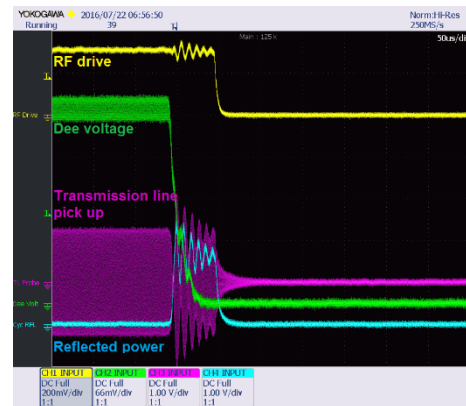 YOKOGAWA 2016/07/22 06:56:50 Norm:Hi-Res
Running 39 250MS/s
Main : 125 k 50us/div
RF drive
RF Drive
Dee voltage
Transmission line
pick up
TL Probe
Dee Volt
Cyc RFL
Reflected power
CH1 INPUT CH2 INPUT CH3 INPUT CH4 INPUT
DC Full DC Full DC Full DC Full
200mV/div 66mV/div 1.00 V/div 1.00 V/div
1:1 1:1 1:1 1:1